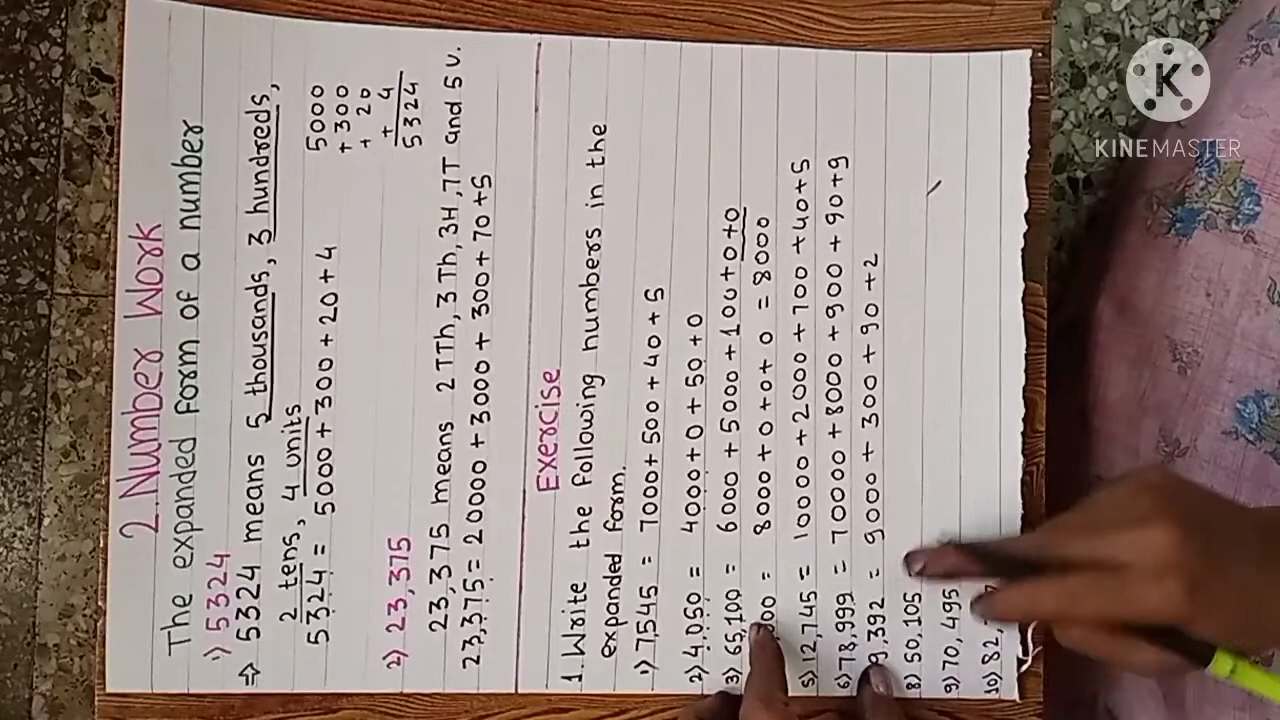 2. Number Work
The expanded form of a number
1) 5324
⇒ 5324 means 5 thousands, 3 hundreds,
2 tens, 4 units
5324 = 5000 + 300 + 20 + 4
5000
+ 300
+ 20
+ 4
5324
2) 23,375
23,375 means 2 TTh, 3 Th, 3H, 7T and 5 U.
23,375 = 20000 + 3000 + 300 + 70 + 5
Exercise
1. Write the following numbers in the
expanded form.
1) 7,545 = 7000 + 500 + 40 + 5
2) 4,050 = 4000 + 0 + 50 + 0
3) 65,100 = 6000 + 5000 + 100 + 0 + 0
= 8000 + 0 + 0 + 0 = 8000
5) 12,745 = 1000 + 2000 + 700 + 40 + 5
6) 78,999 = 70000 + 8000 + 900 + 90 + 9
9,392 = 9000 + 300 + 90 + 2
8) 50,105
9) 70,495
10) 82,
K
KINEMASTER